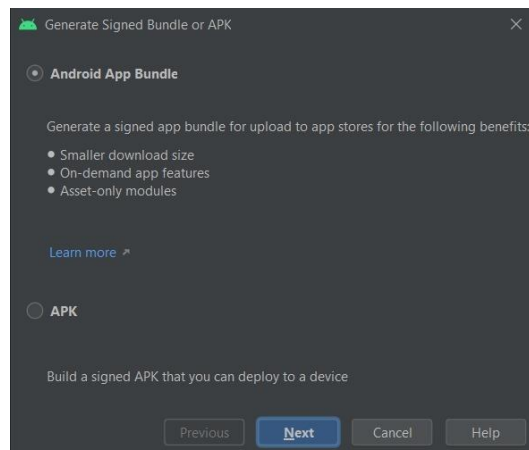 Generate Signed Bundle or APK
Android App Bundle
Generate a signed app bundle for upload to app stores for the following benefits:
Smaller download size
On-demand app features
Asset-only modules
Learn more
APK
Build a signed APK that you can deploy to a device
Previous Next Cancel Help